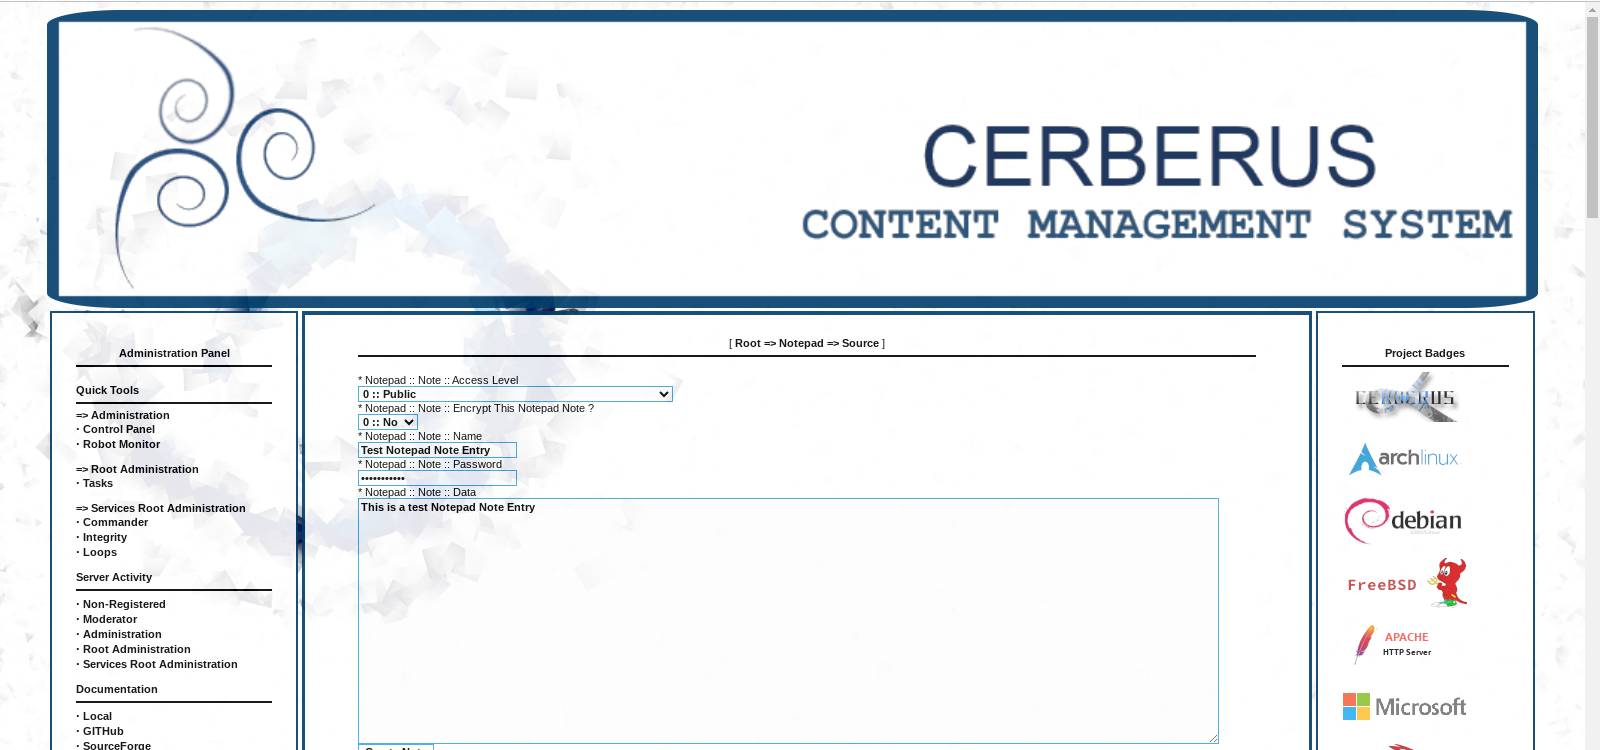 CERBERUS
CONTENT MANAGEMENT SYSTEM
Administration Panel
Quick Tools
=> Administration
· Control Panel
· Robot Monitor
=> Root Administration
· Tasks
=> Services Root Administration
· Commander
· Integrity
· Loops
Server Activity
· Non-Registered
· Moderator
· Administration
· Root Administration
· Services Root Administration
Documentation
· Local
· GITHub
· SourceForge
[ Root => Notepad => Source ]
* Notepad :: Note :: Access Level
0 :: Public
* Notepad :: Note :: Encrypt This Notepad Note ?
0 :: No
* Notepad :: Note :: Name
Test Notepad Note Entry
* Notepad :: Note :: Password
•••••••••••
* Notepad :: Note :: Data
This is a test Notepad Note Entry
Project Badges
CERBERUS
archlinux
debian
FreeBSD
APACHE
HTTP Server
Microsoft